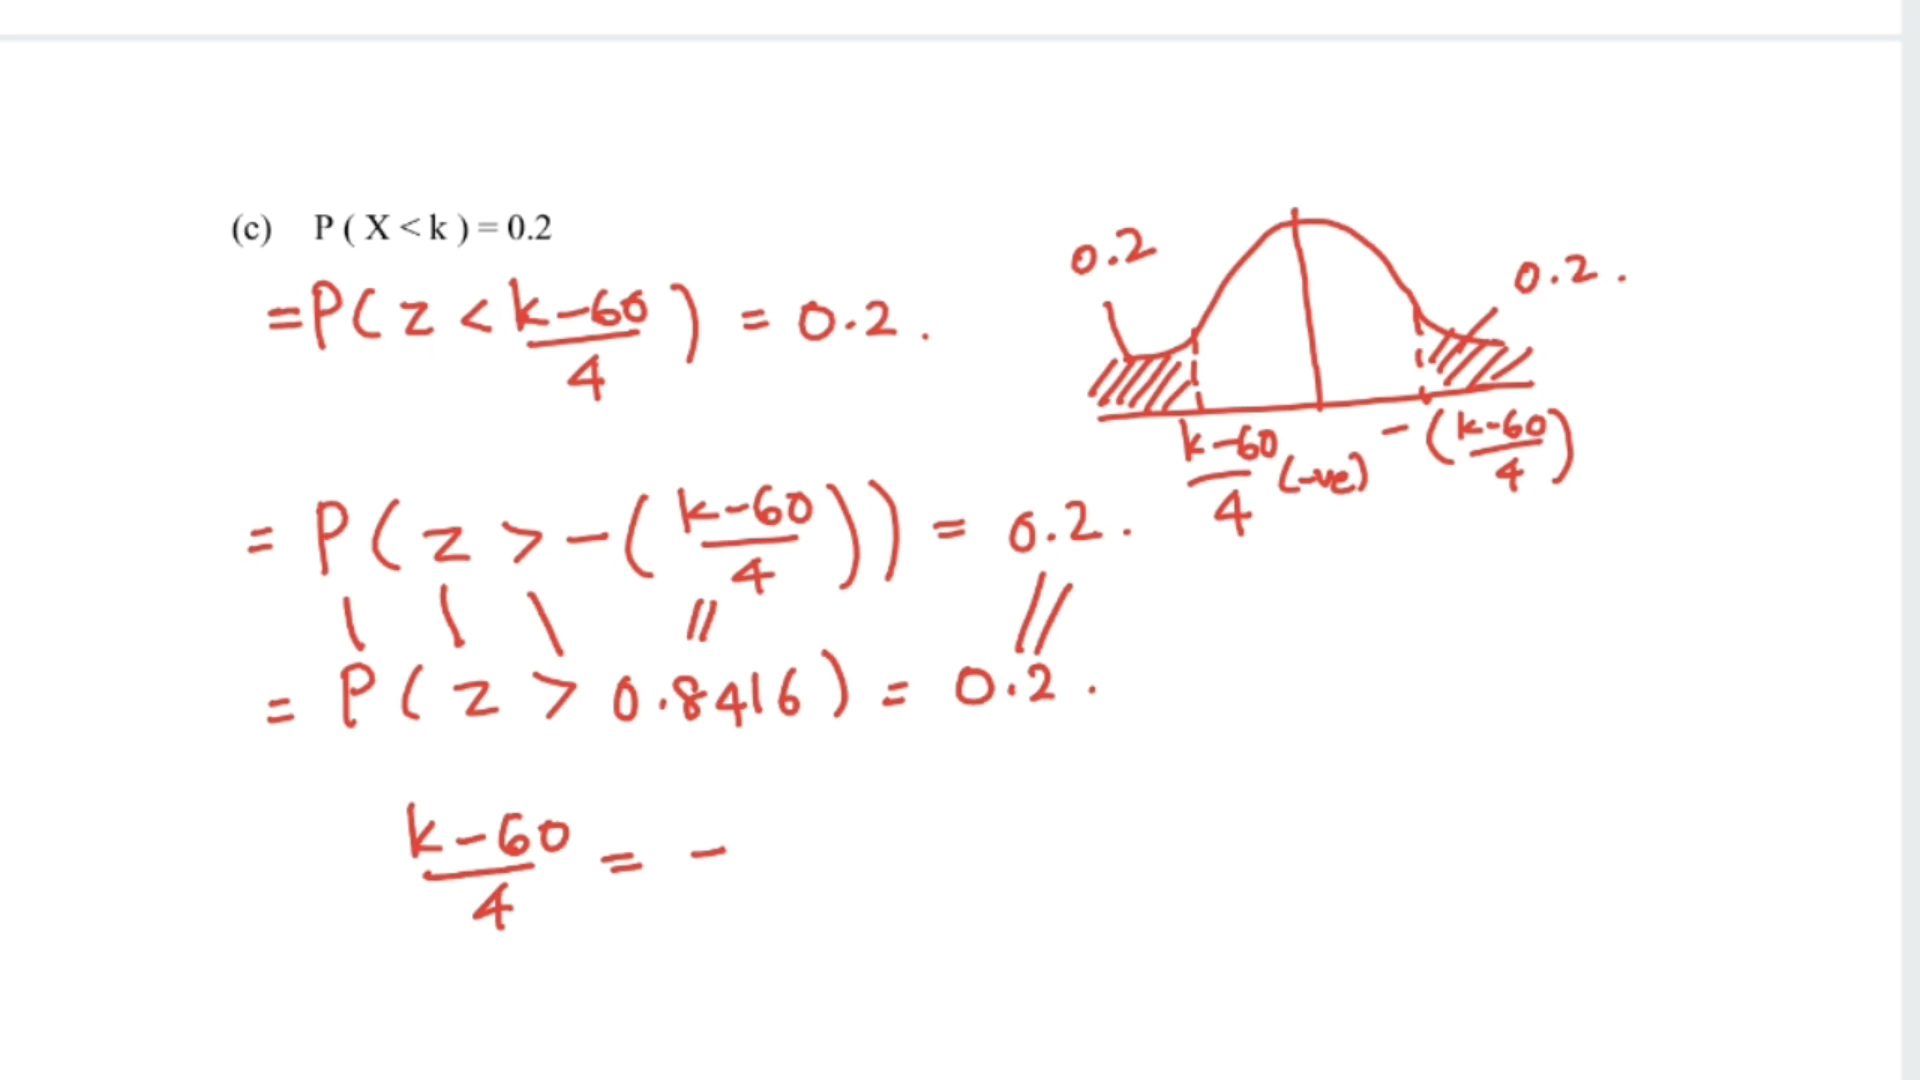 (c) P ( X < k ) = 0.2
= P ( z < (k-60)/4 ) = 0.2 .
0.2
0.2 .
(k-60)/4 (-ve)
- ( (k-60)/4 )
= P ( z > - ( (k-60)/4 ) ) = 0.2 .
= P ( z > 0.8416 ) = 0.2 .
(k-60)/4 = -